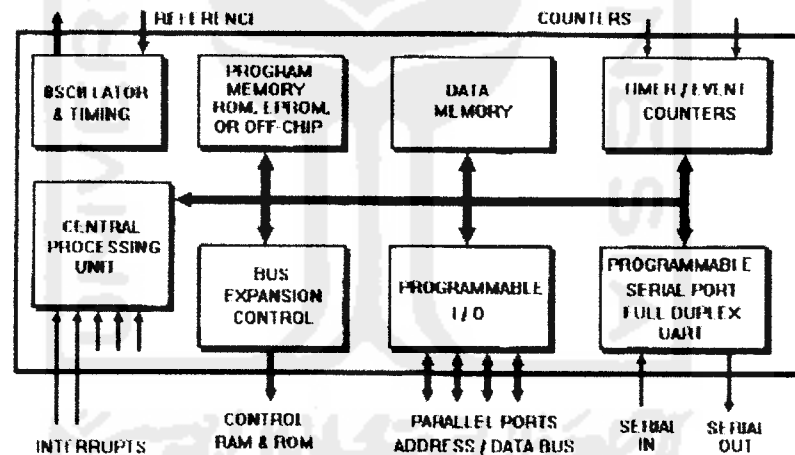 REFERENCE
COUNTERS
OSCILLATOR
& TIMING
PROGRAM
MEMORY
ROM, EPROM,
OR OFF-CHIP
DATA
MEMORY
TIMER / EVENT
COUNTERS
CENTRAL
PROCESSING
UNIT
BUS
EXPANSION
CONTROL
PROGRAMMABLE
I/O
PROGRAMMABLE
SERIAL PORT
FULL DUPLEX
UART
INTERRUPTS
CONTROL
RAM & ROM
PARALLEL PORTS
ADDRESS / DATA BUS
SERIAL
IN
SERIAL
OUT